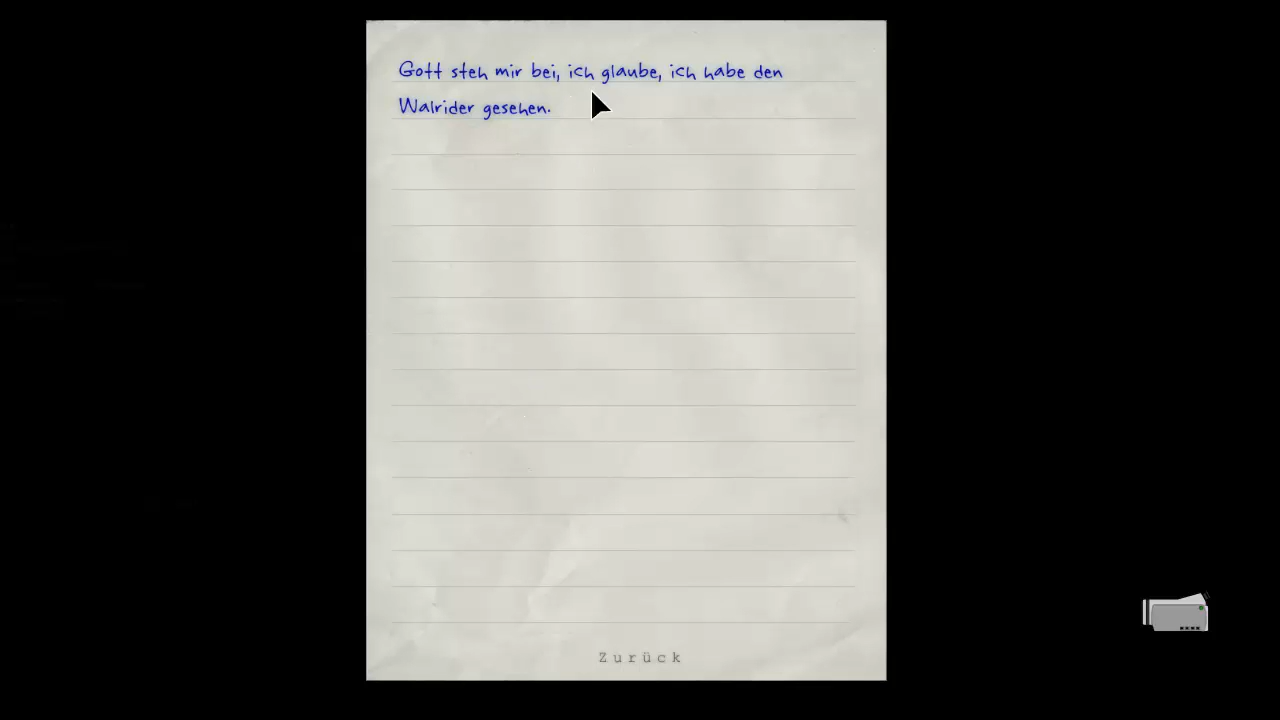 Gott steh mir bei, ich glaube, ich habe den
Walrider gesehen.
Zurück